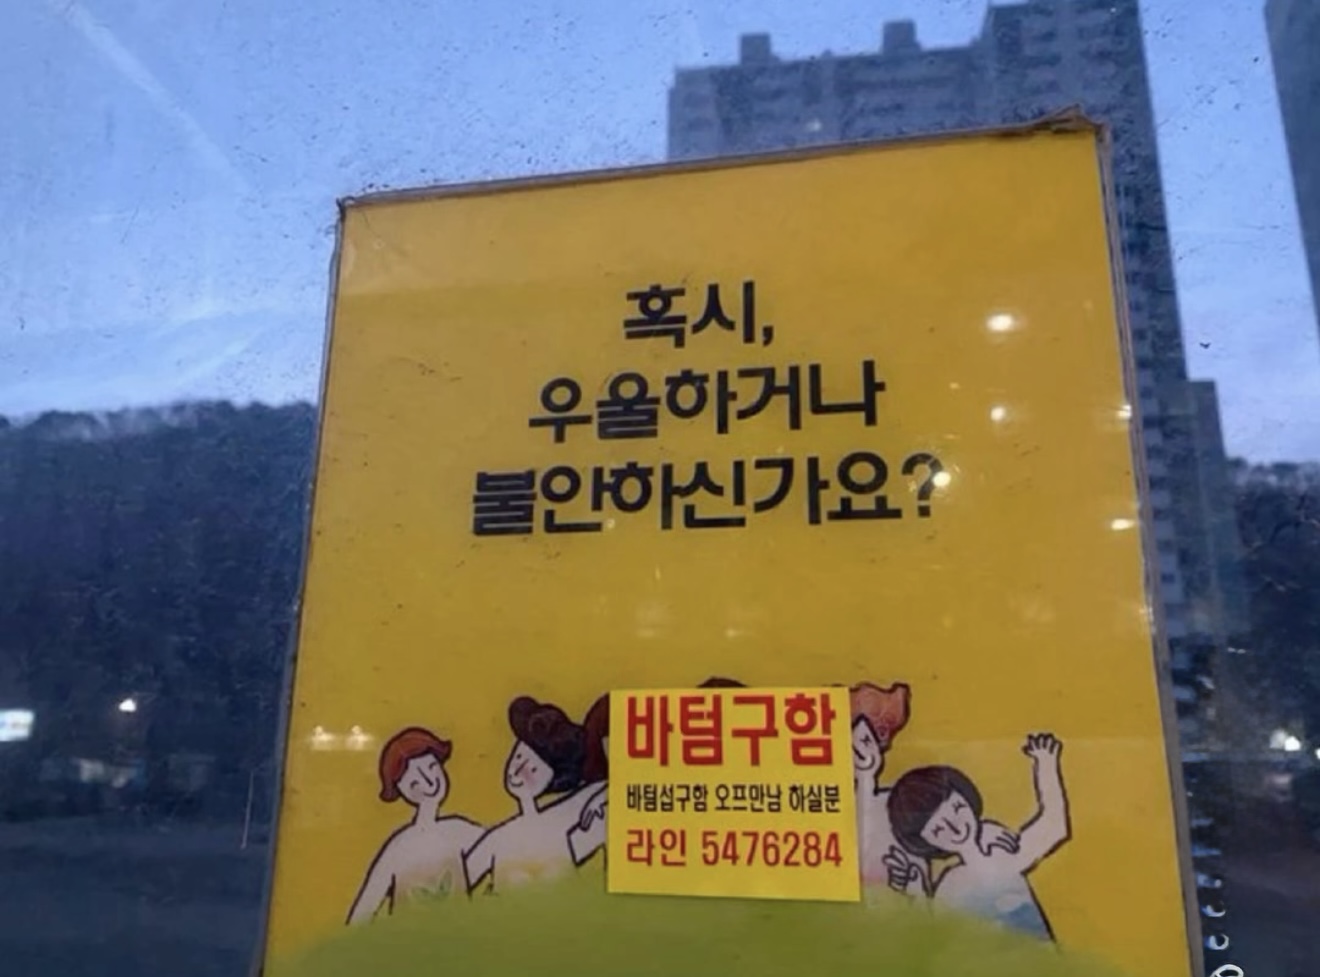 혹시,
우울하거나
불안하신가요?
바텀구함
바텀섭구함 오프만남 하실분
라인 5476284